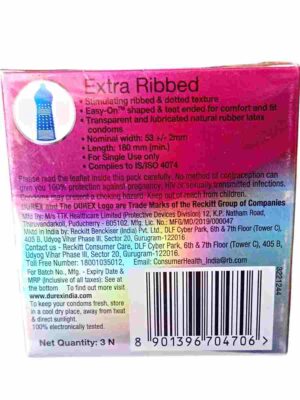 Extra Ribbed
• Stimulating ribbed & dotted texture
• Easy-On™ shaped & teat ended for comfort and fit
• Transparent and lubricated natural rubber latex
condoms
• Nominal width: 53 +/- 2mm
• Length; 180 mm (min.)
• For Single Use only
• Complies to IS/ISO 4074
Please read the leaflet inside this pack carefully. No method of contraception can
give you 100% protection against pregnancy, HIV or sexually transmitted infections.
Condoms may present a choking hazard. Keep out of reach from children.
DUREX and The DUREX logo are Trade Marks of the Reckitt Group of Companies
Mfg By: M/s TTK Healthcare Limited (Protective Devices Division) 12, K.P. Natham Road,
Thiruvandarkoil, Puducherry - 605102, Mfg. Lic. No.: MFG/MD/2019/000047
Made in India by: Reckitt Benckiser (India) Pvt. Ltd., DLF Cyber Park, 6th & 7th Floor (Tower C),
405 B, Udyog Vihar Phase III, Sector 20, Gurugram-122016.
Contact us - Reckitt Consumer Care, DLF Cyber Park, 6th & 7th Floor (Tower C), 405 B,
Udyog Vihar Phase III, Sector 20, Gurugram-122016
Toll Free Number: 18001035012, Email: ConsumerHealth_India@rb.com
For Batch No., Mfg - Expiry Date &
MRP (Inclusive of all taxes): See at
the bottom To find out more visit
www.durexindia.com
To keep your condoms fresh, store
in a cool dry place, away from heat
& direct sunlight.
100% electronically tested.
Net Quantity: 3 N
8 901396 704706